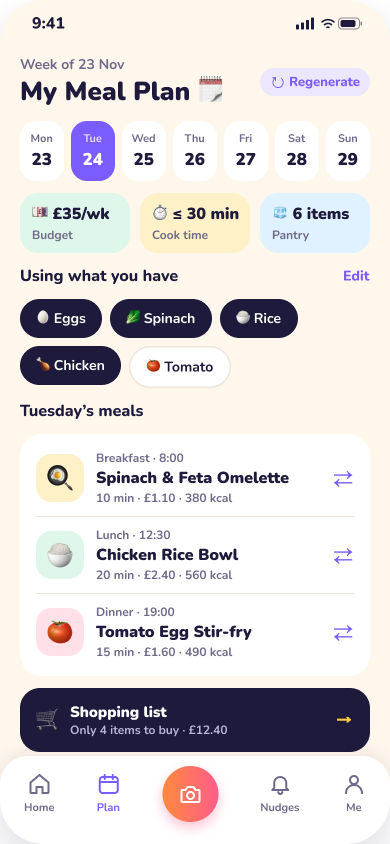 9:41
Week of 23 Nov
My Meal Plan
Regenerate
Mon Tue Wed Thu Fri Sat Sun
23 24 25 26 27 28 29
£35/wk ≤ 30 min 6 items
Budget Cook time Pantry
Using what you have Edit
Eggs Spinach Rice
Chicken Tomato
Tuesday’s meals
Breakfast · 8:00
Spinach & Feta Omelette
10 min · £1.10 · 380 kcal
Lunch · 12:30
Chicken Rice Bowl
20 min · £2.40 · 560 kcal
Dinner · 19:00
Tomato Egg Stir-fry
15 min · £1.60 · 490 kcal
Shopping list
Only 4 items to buy · £12.40
Home Plan Nudges Me